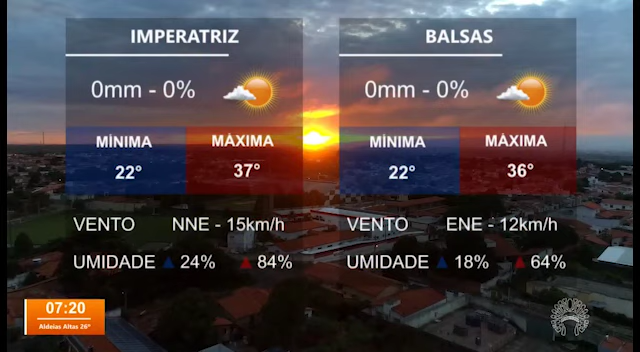 IMPERATRIZ
0mm - 0%
MÍNIMA MÁXIMA
22° 37°
VENTO NNE - 15km/h
UMIDADE 24% 84%
BALSAS
0mm - 0%
MÍNIMA MÁXIMA
22° 36°
VENTO ENE - 12km/h
UMIDADE 18% 64%
07:20
Aldeias Altas 26°